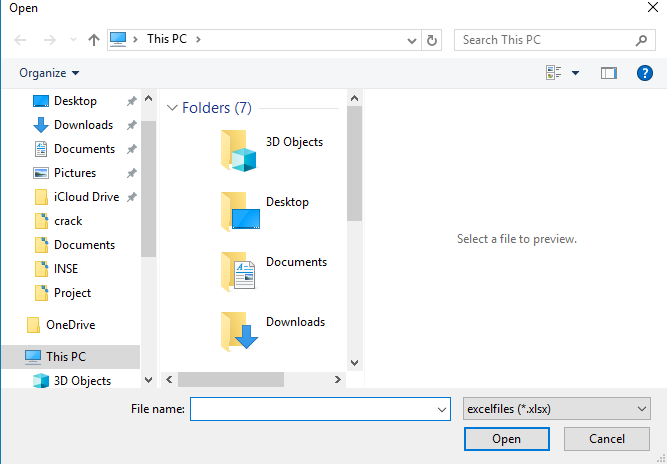 Open
This PC
Search This PC
Organize
Desktop
Downloads
Documents
Pictures
iCloud Drive
crack
Documents
INSE
Project
OneDrive
This PC
3D Objects
Folders (7)
3D Objects
Desktop
Documents
Downloads
Select a file to preview.
File name:
excelfiles (*.xlsx)
Open Cancel